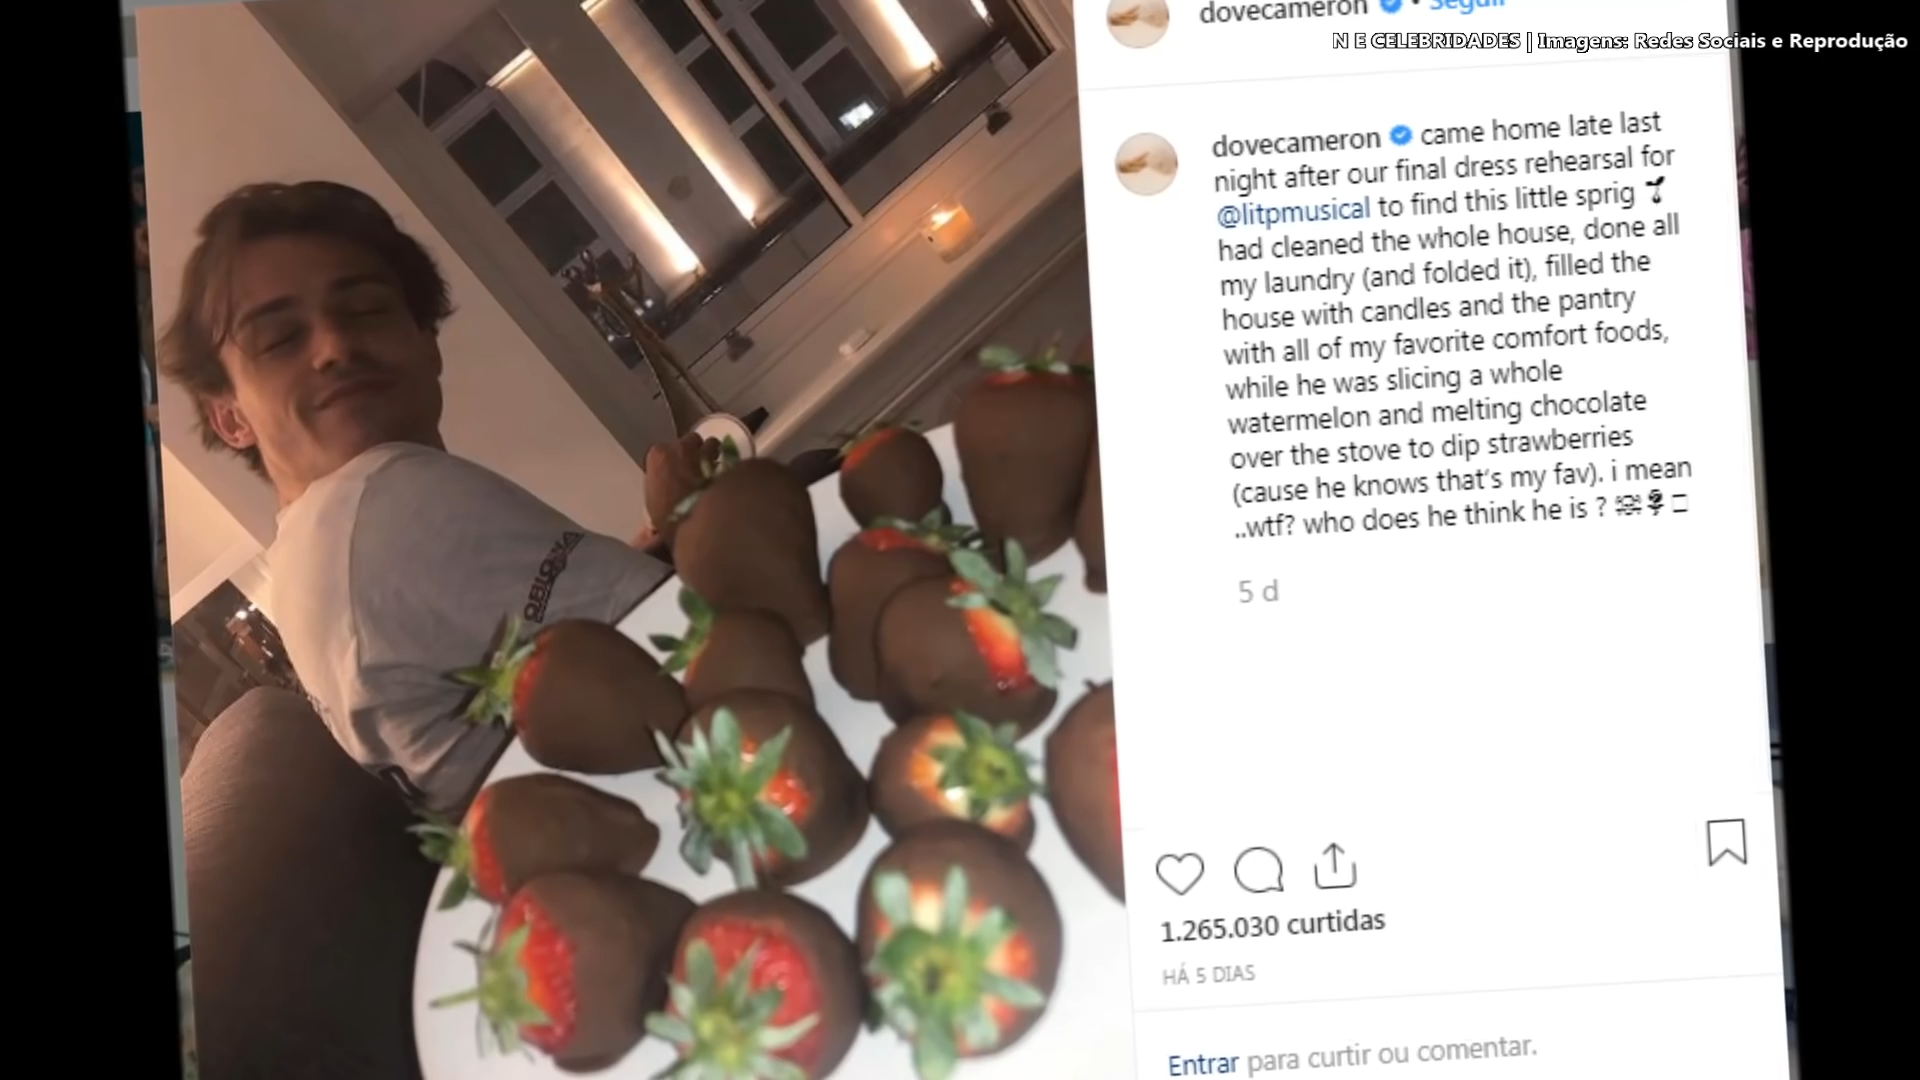 dovecameron • Seguir
N E CELEBRIDADES | Imagens: Redes Sociais e Reprodução
dovecameron came home late last
night after our final dress rehearsal for
@litpmusical to find this little sprig
had cleaned the whole house, done all
my laundry (and folded it), filled the
house with candles and the pantry
with all of my favorite comfort foods,
while he was slicing a whole
watermelon and melting chocolate
over the stove to dip strawberries
(cause he knows that's my fav). i mean
..wtf? who does he think he is ?
5 d
1.265.030 curtidas
HÁ 5 DIAS
Entrar para curtir ou comentar.